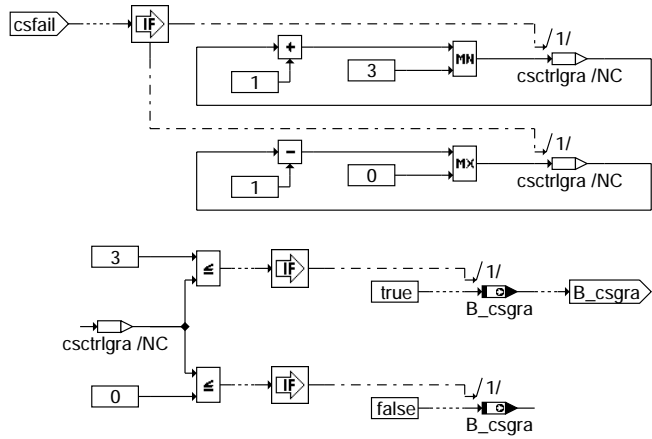 csfail
IF
/1/
+
1
3
MN
csctrlgra /NC
/1/
-
1
0
MX
csctrlgra /NC
3
≤
IF
/1/
true
B_csgra
B_csgra
csctrlgra /NC
0
≤
IF
/1/
false
B_csgra